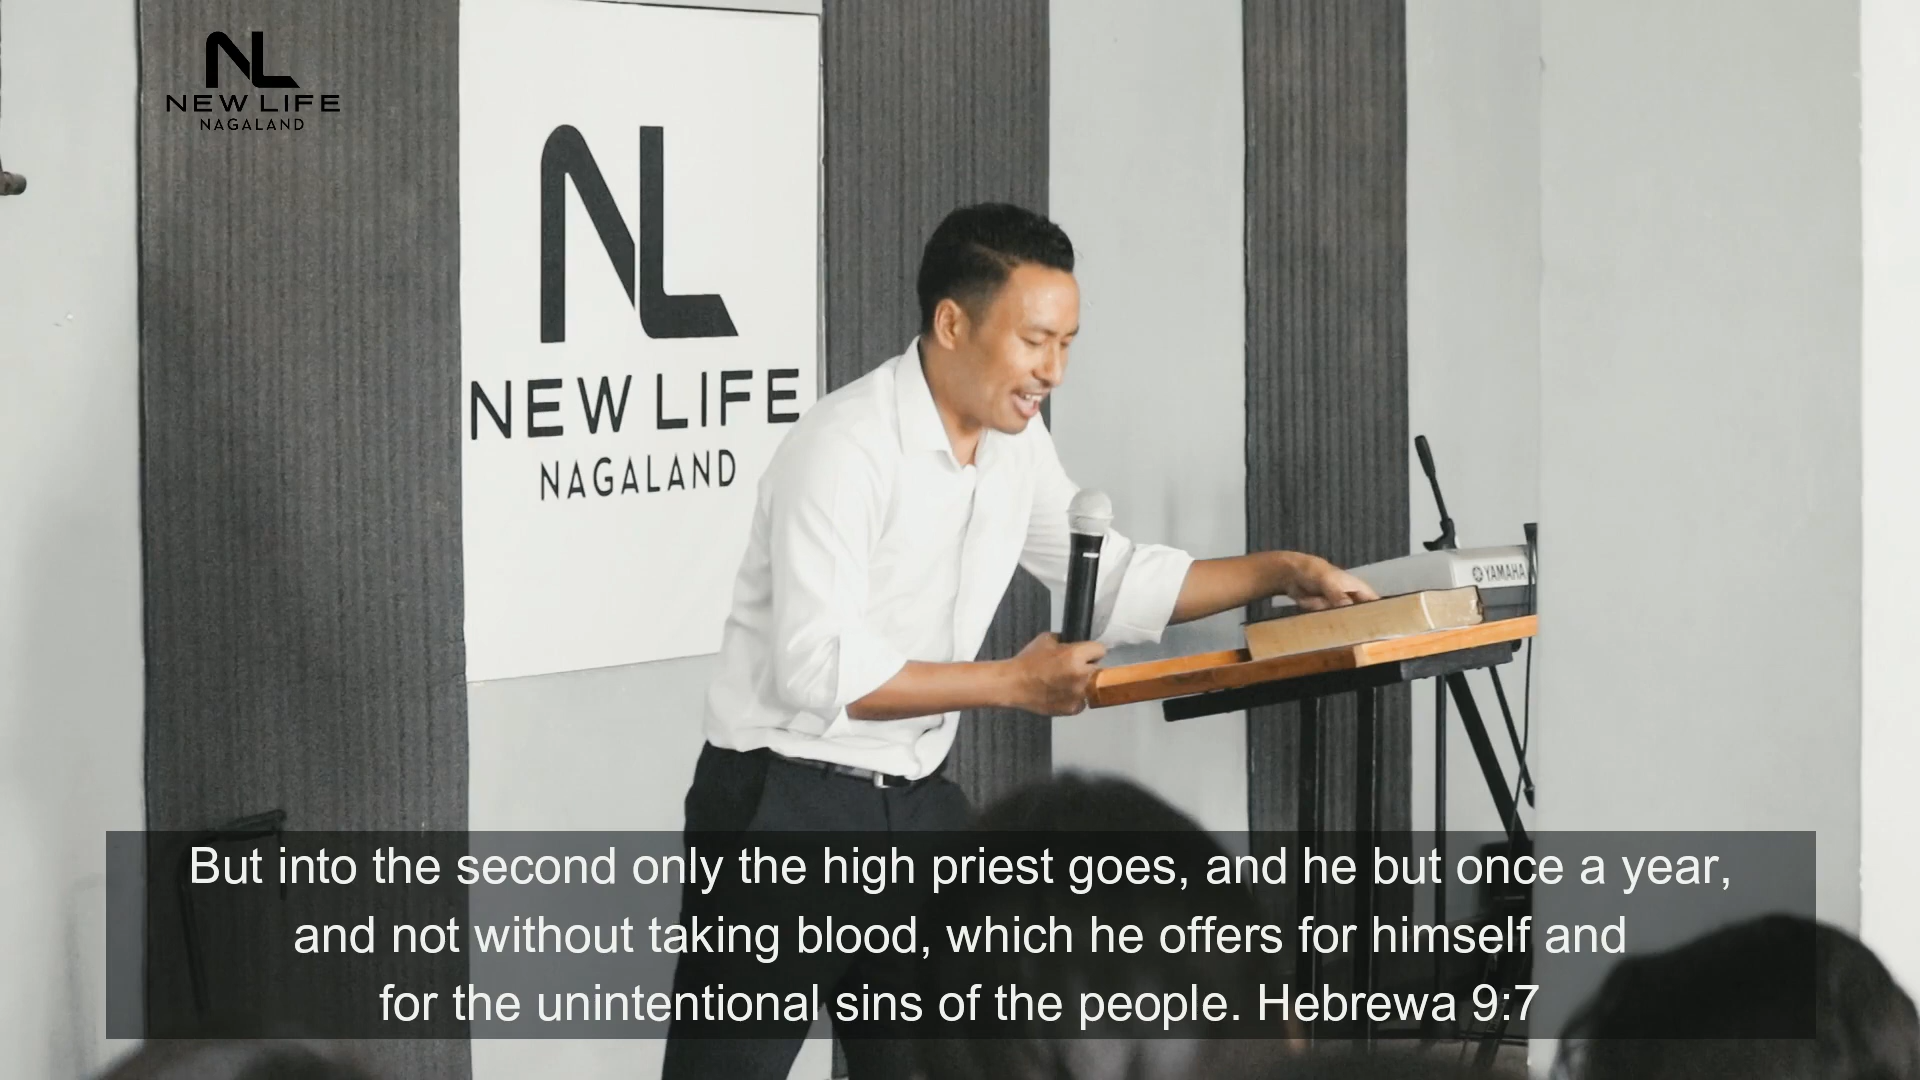 NL
NEW LIFE
NAGALAND
NL
NEW LIFE
NAGALAND
YAMAHA
But into the second only the high priest goes, and he but once a year,
and not without taking blood, which he offers for himself and
for the unintentional sins of the people. Hebrewa 9:7